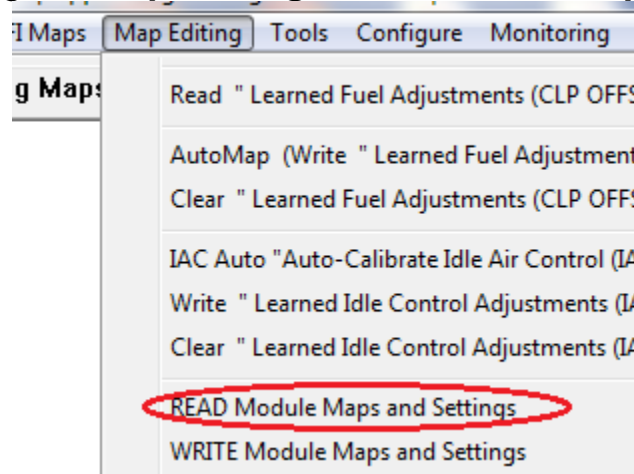 FI Maps Map Editing Tools Configure Monitoring
g Maps
Read " Learned Fuel Adjustments (CLP OFFS
AutoMap (Write " Learned Fuel Adjustment
Clear " Learned Fuel Adjustments (CLP OFFS
IAC Auto "Auto-Calibrate Idle Air Control (IA
Write " Learned Idle Control Adjustments (IA
Clear " Learned Idle Control Adjustments (IA
READ Module Maps and Settings
WRITE Module Maps and Settings